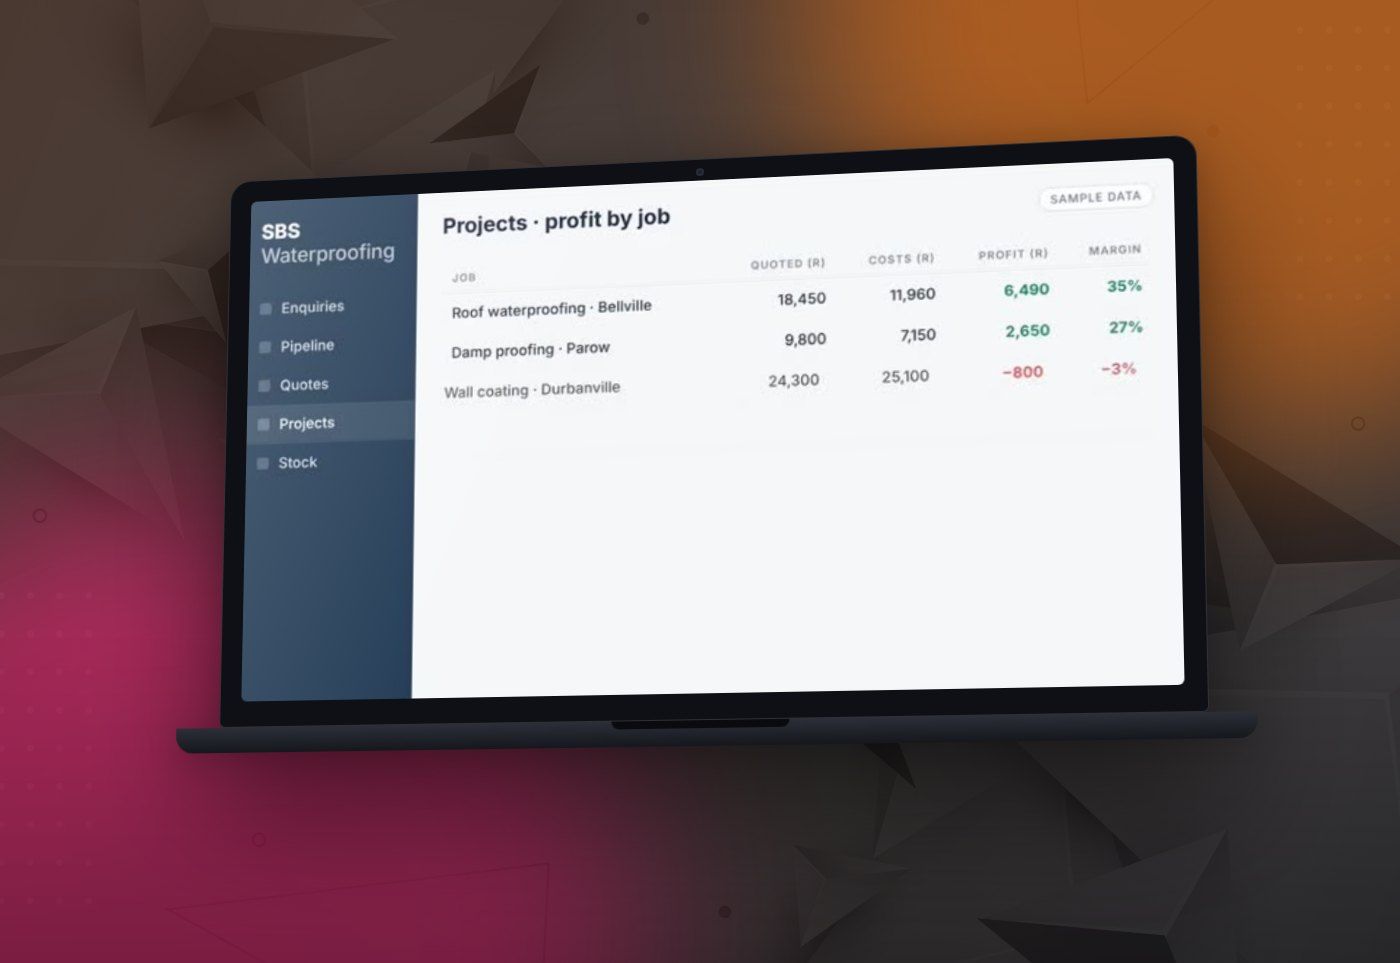 SBS
Waterproofing
Enquiries
Pipeline
Quotes
Projects
Stock
Projects · profit by job
SAMPLE DATA
JOB QUOTED (R) COSTS (R) PROFIT (R) MARGIN
Roof waterproofing · Bellville 18,450 11,960 6,490 35%
Damp proofing · Parow 9,800 7,150 2,650 27%
Wall coating · Durbanville 24,300 25,100 −800 −3%